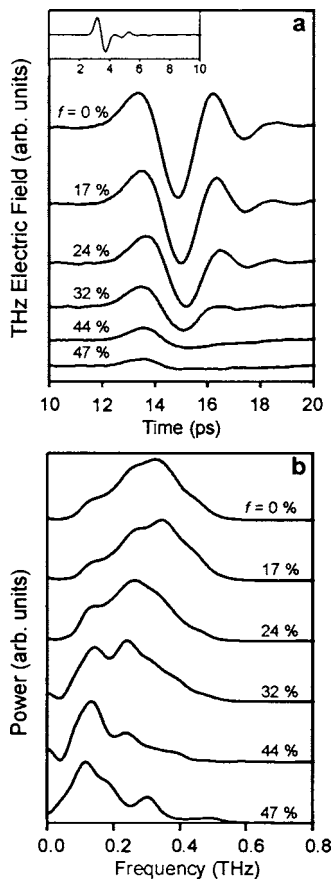 a
2 4 6 8 10
THz Electric Field (arb. units)
f = 0 %
17 %
24 %
32 %
44 %
47 %
10 12 14 16 18 20
Time (ps)
b
Power (arb. units)
f = 0 %
17 %
24 %
32 %
44 %
47 %
0.0 0.2 0.4 0.6 0.8
Frequency (THz)